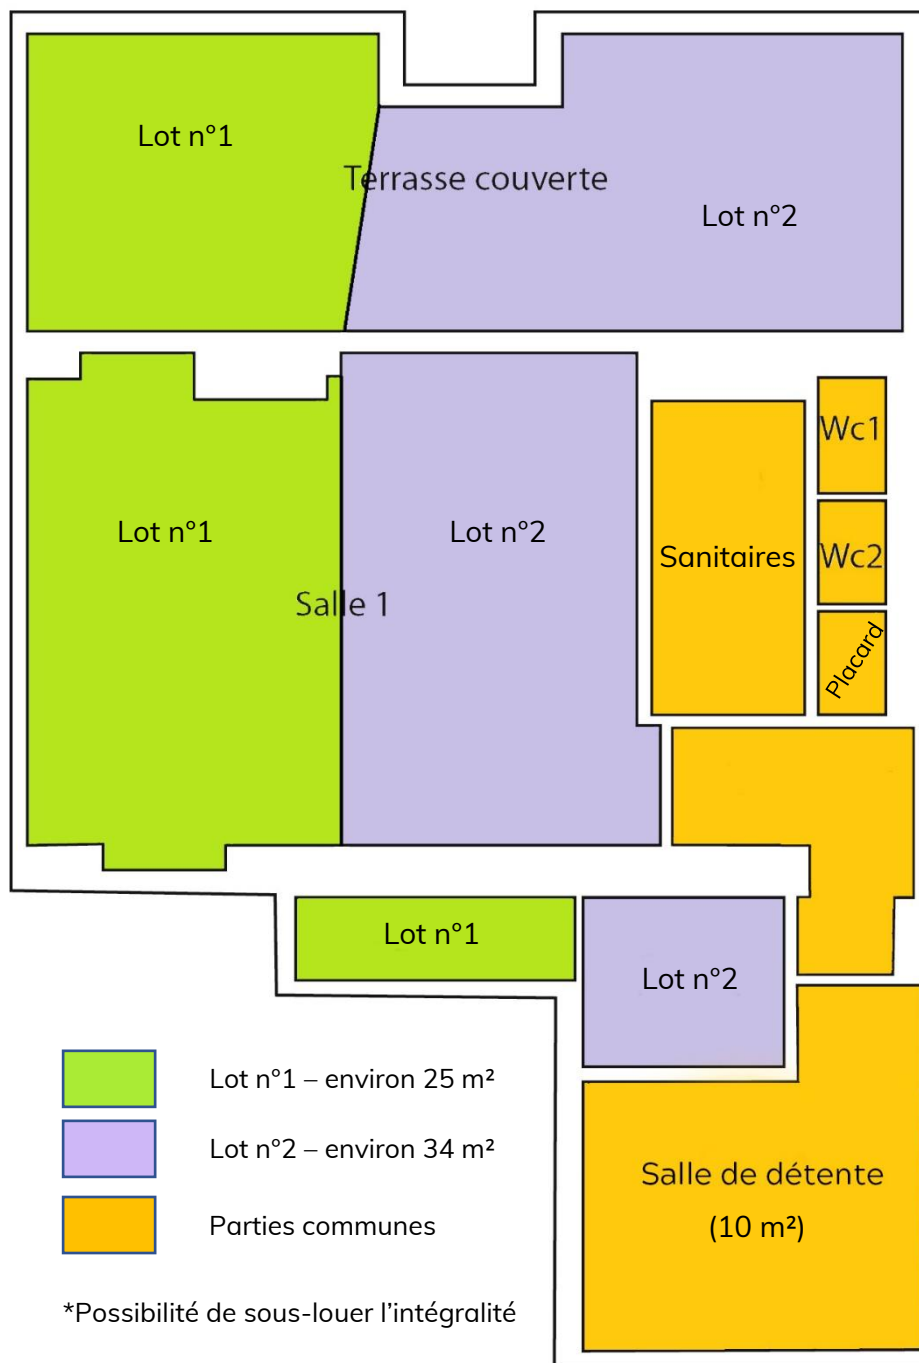 Lot n°1
Terrasse couverte
Lot n°2
Wc1
Lot n°1
Lot n°2
Sanitaires
Wc2
Salle 1
Placard
Lot n°1
Lot n°2
Lot n°1 – environ 25 m²
Lot n°2 – environ 34 m²
Salle de détente
(10 m²)
Parties communes
*Possibilité de sous-louer l'intégralité